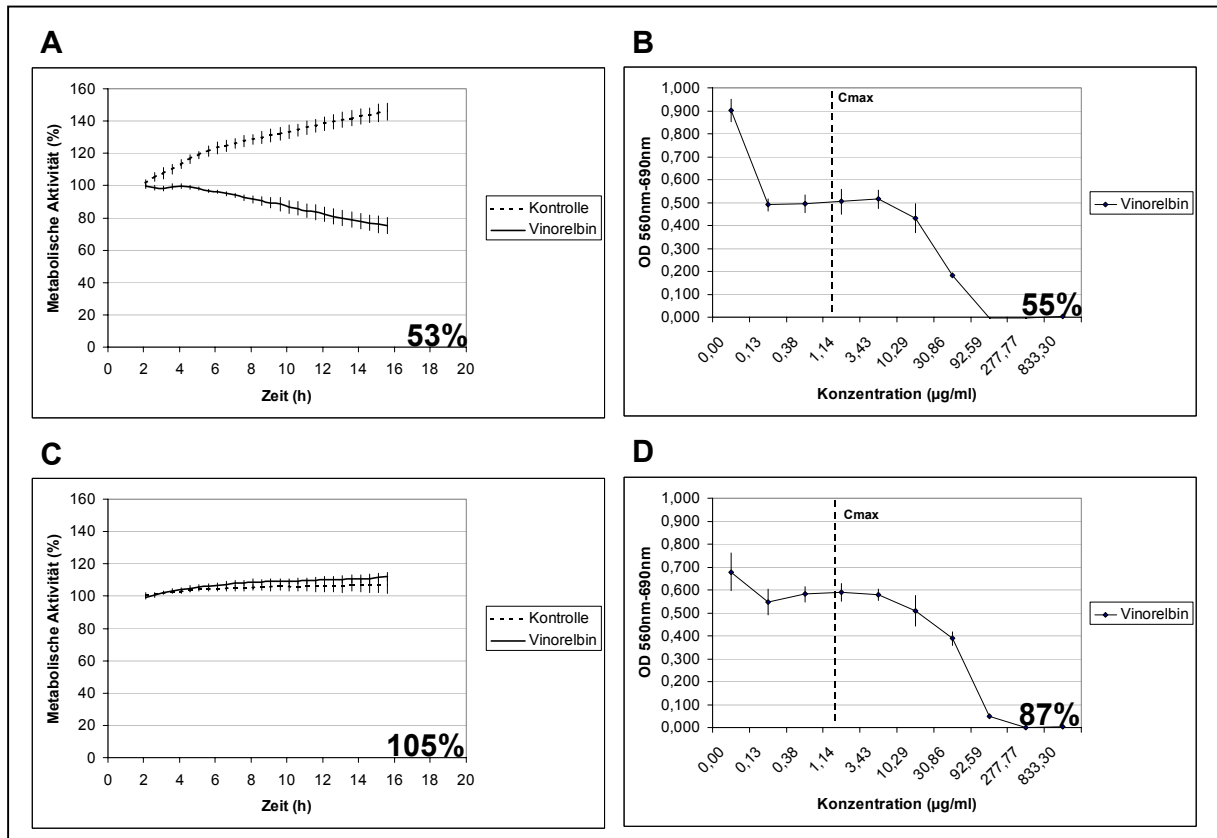 A
160
140
120
100
80
60
40
20
0
Metabolische Aktivität (%)
0 2 4 6 8 10 12 14 16 18 20
Zeit (h)
Kontrolle
Vinorelbin
53%
B
1,000
0,900
0,800
0,700
0,600
0,500
0,400
0,300
0,200
0,100
0,000
OD 560nm-690nm
Cmax
0,00 0,13 0,38 1,14 3,43 10,29 30,86 92,59 277,77 833,30
Konzentration (µg/ml)
Vinorelbin
55%
C
160
140
120
100
80
60
40
20
0
Metabolische Aktivität (%)
0 2 4 6 8 10 12 14 16 18 20
Zeit (h)
Kontrolle
Vinorelbin
105%
D
1,000
0,900
0,800
0,700
0,600
0,500
0,400
0,300
0,200
0,100
0,000
OD 560nm-690nm
Cmax
0,00 0,13 0,38 1,14 3,43 10,29 30,86 92,59 277,77 833,30
Konzentration (µg/ml)
Vinorelbin
87%